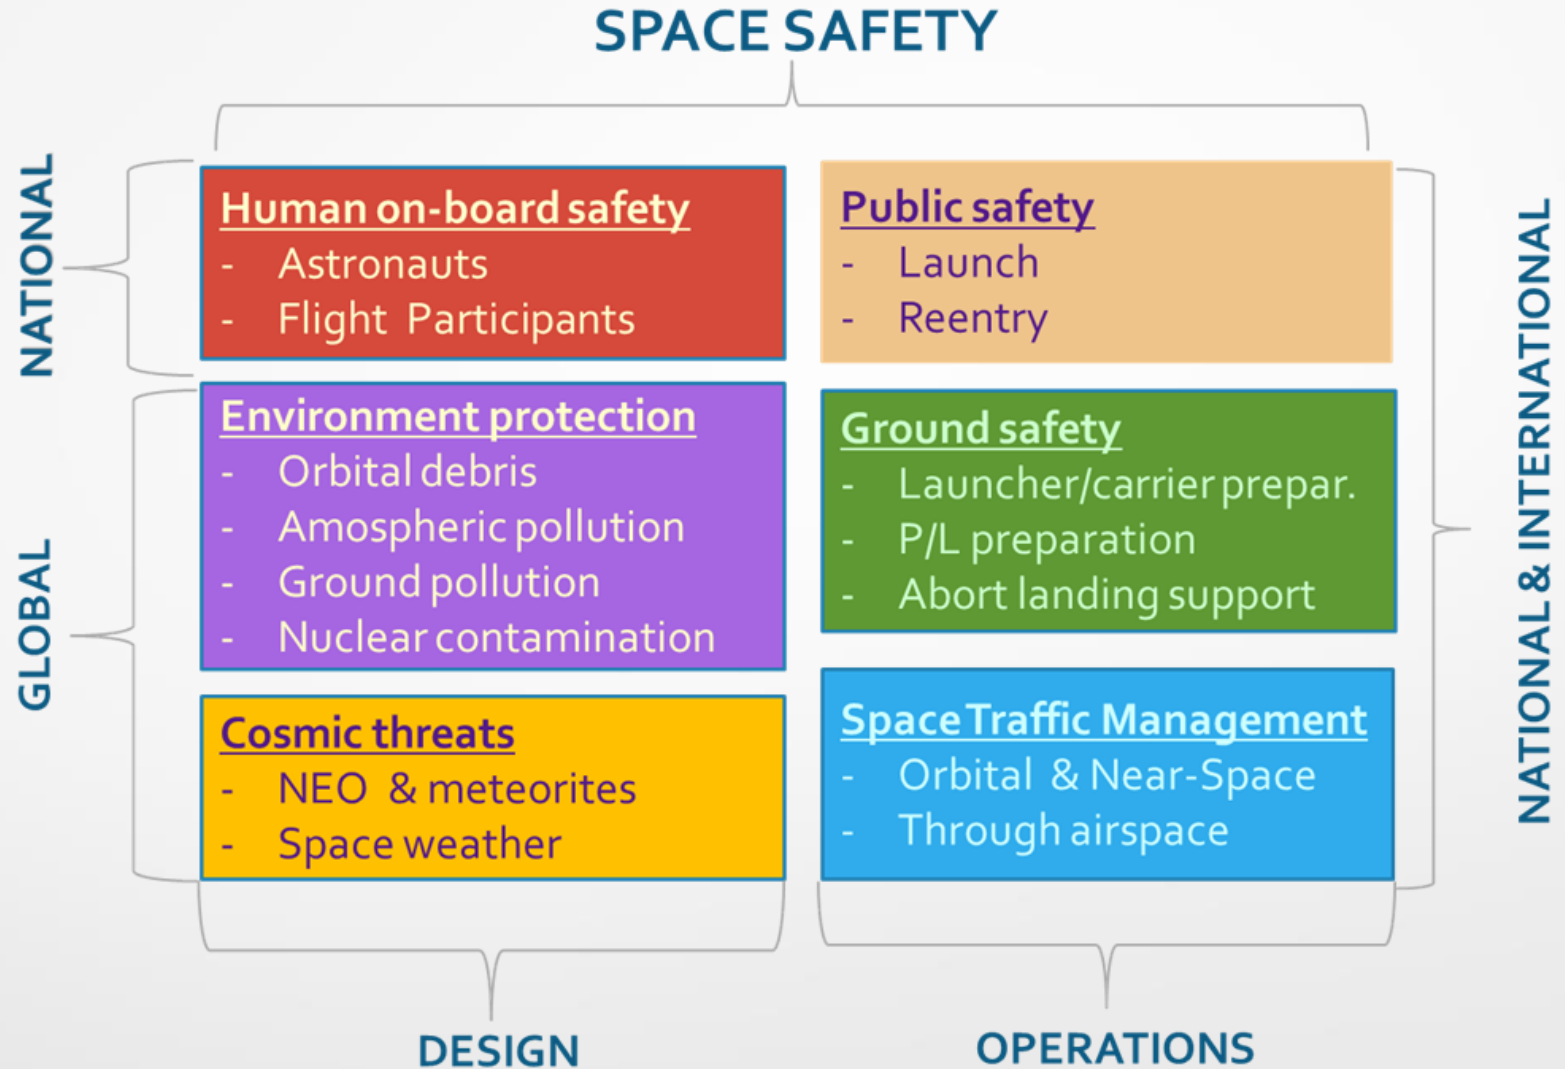 SPACE SAFETY
NATIONAL
Human on-board safety
- Astronauts
- Flight Participants
GLOBAL
Environment protection
- Orbital debris
- Amospheric pollution
- Ground pollution
- Nuclear contamination
Cosmic threats
- NEO & meteorites
- Space weather
DESIGN
Public safety
- Launch
- Reentry
Ground safety
- Launcher/carrier prepar.
- P/L preparation
- Abort landing support
Space Traffic Management
- Orbital & Near-Space
- Through airspace
OPERATIONS
NATIONAL & INTERNATIONAL